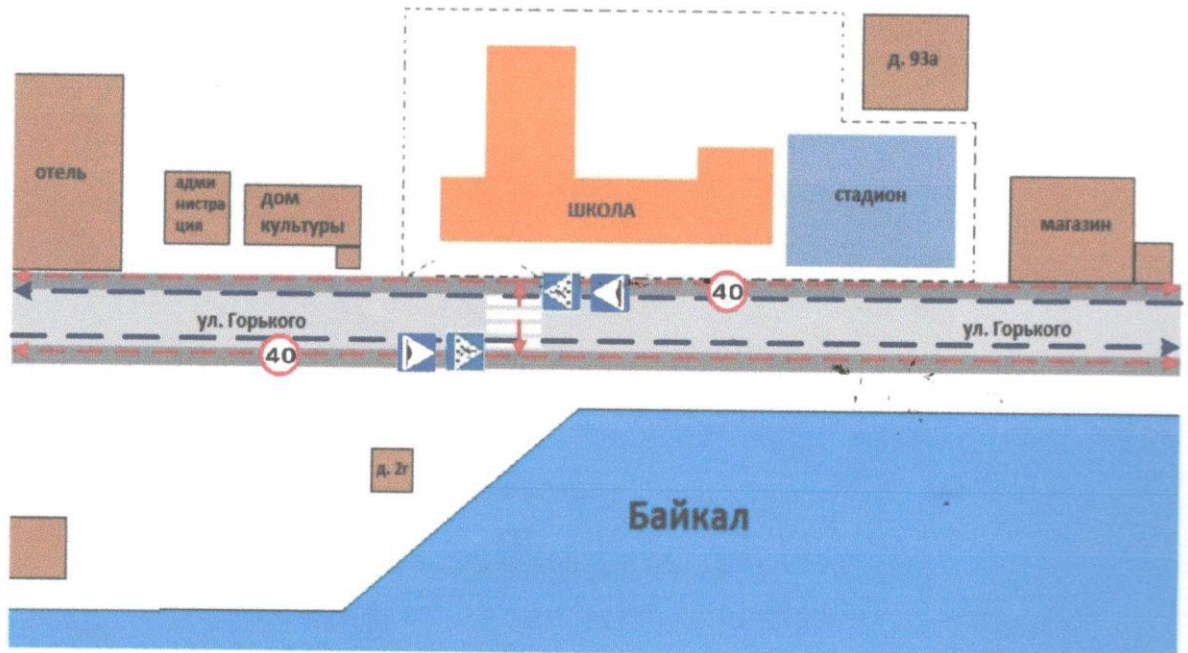 д. 93а
отель
адми
нистра
ция
дом
культуры
ШКОЛА
стадион
магазин
40
ул. Горького
ул. Горького
40
д. 2г
Байкал